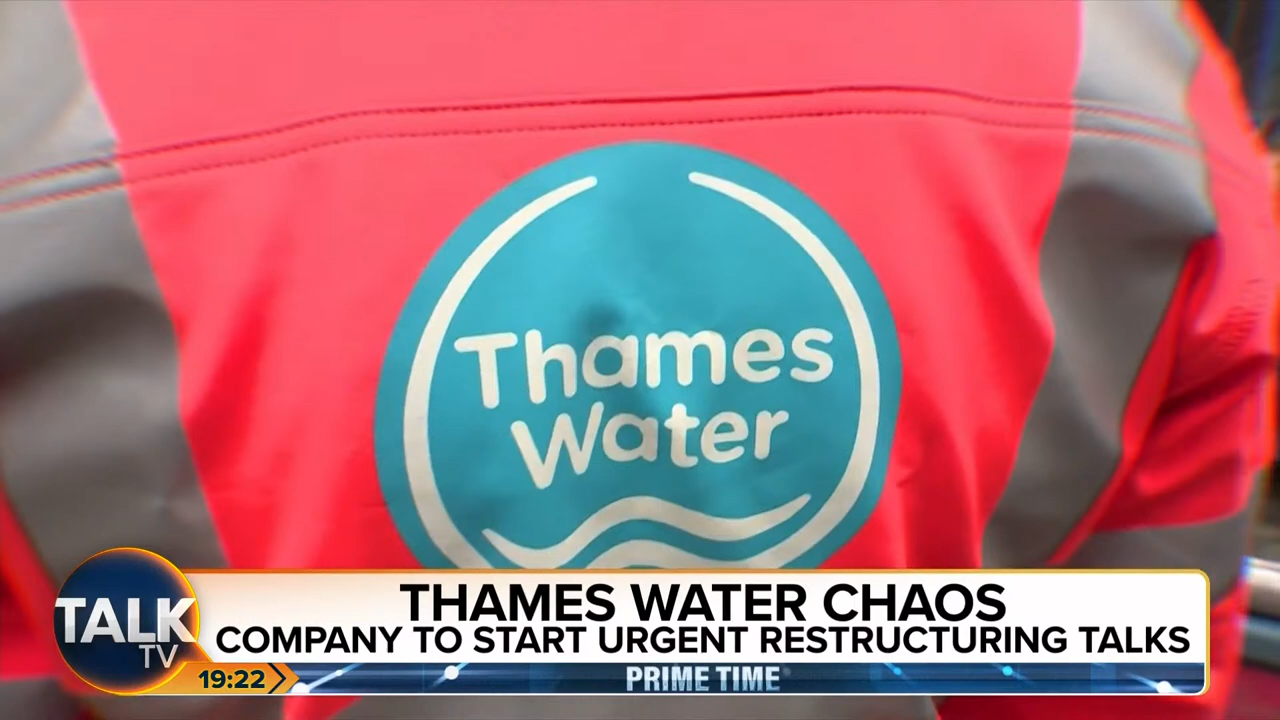 Thames
Water
THAMES WATER CHAOS
COMPANY TO START URGENT RESTRUCTURING TALKS
TALK
TV
19:22
PRIME TIME